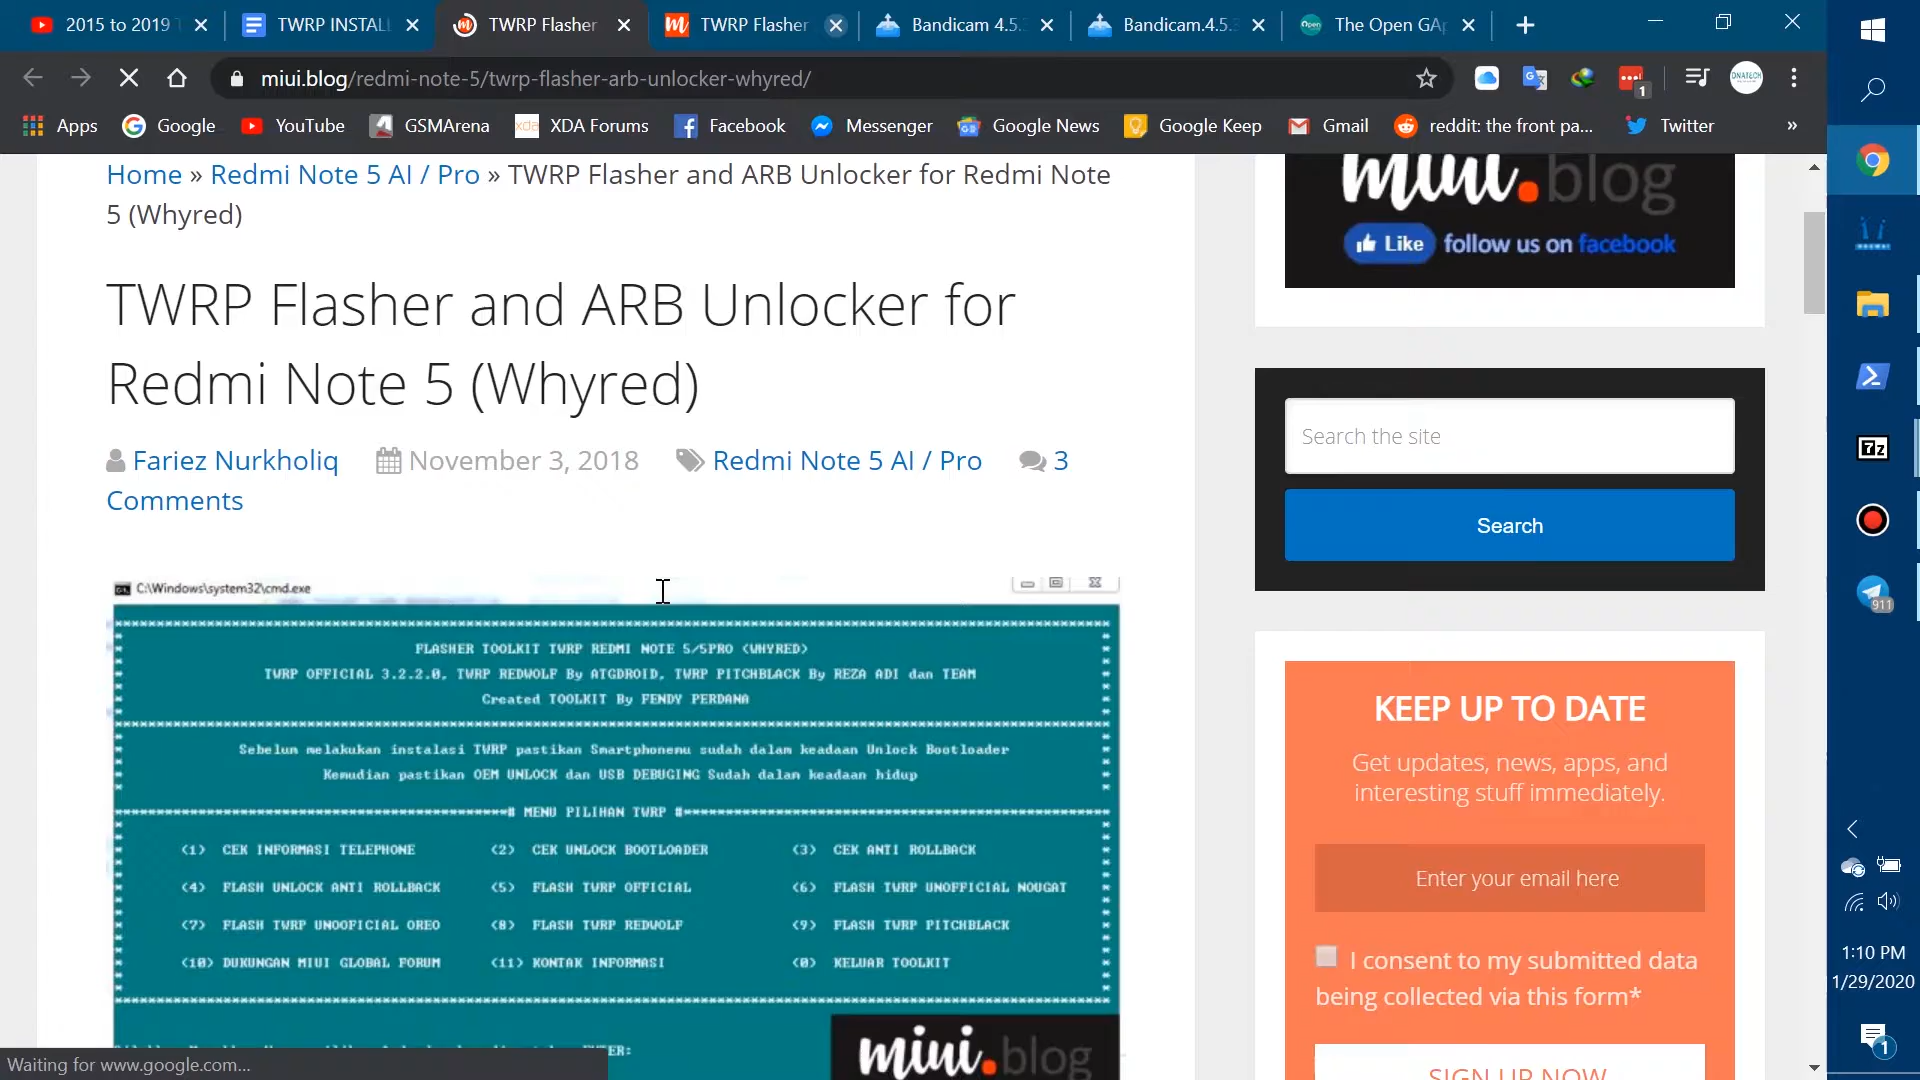 2015 to 2019
TWRP INSTAL
TWRP Flasher
TWRP Flasher
Bandicam 4.5.
Bandicam.4.5.
The Open GAp
miui.blog/redmi-note-5/twrp-flasher-arb-unlocker-whyred/
1
DNATECH
Apps
Google
YouTube
GSMArena
xda
XDA Forums
Facebook
Messenger
Google News
Google Keep
Gmail
reddit: the front pa...
Twitter
»
Home » Redmi Note 5 AI / Pro » TWRP Flasher and ARB Unlocker for Redmi Note
5 (Whyred)
TWRP Flasher and ARB Unlocker for
Redmi Note 5 (Whyred)
Fariez Nurkholiq
November 3, 2018
Redmi Note 5 AI / Pro
3
Comments
C:\Windows\system32\cmd.exe
FLASHER TOOLKIT TWRP REDMI NOTE 5/5PRO (WHYRED)
TWRP OFFICIAL 3.2.2.0, TWRP REDWOLF By ATGDROID, TWRP PITCHBLACK By REZA ADI dan TEAM
Created TOOLKIT By FENDY PERDANA
Sebelum melakukan instalasi TWRP pastikan Smartphonemu sudah dalam keadaan Unlock Bootloader
Kemudian pastikan OEM UNLOCK dan USB DEBUGING Sudah dalam keadaan hidup
# MENU PILIHAN TWRP #
(1) CEK INFORMASI TELEPHONE
(2) CEK UNLOCK BOOTLOADER
(3) CEK ANTI ROLLBACK
(4) FLASH UNLOCK ANTI ROLLBACK
(5) FLASH TWRP OFFICIAL
(6) FLASH TWRP UNOFFICIAL NOUGAT
(7) FLASH TWRP UNOOFICIAL OREO
(8) FLASH TWRP REDWOLF
(9) FLASH TWRP PITCHBLACK
(10) DUKUNGAN MIUI GLOBAL FORUM
(11) KONTAK INFORMASI
(0) KELUAR TOOLKIT
ENTER:
miui.blog
Waiting for www.google.com...
miui.blog
Like
follow us on facebook
Search the site
Search
KEEP UP TO DATE
Get updates, news, apps, and
interesting stuff immediately.
Enter your email here
I consent to my submitted data
being collected via this form*
SIGN UP NOW
7z
911
1:10 PM
1/29/2020
1